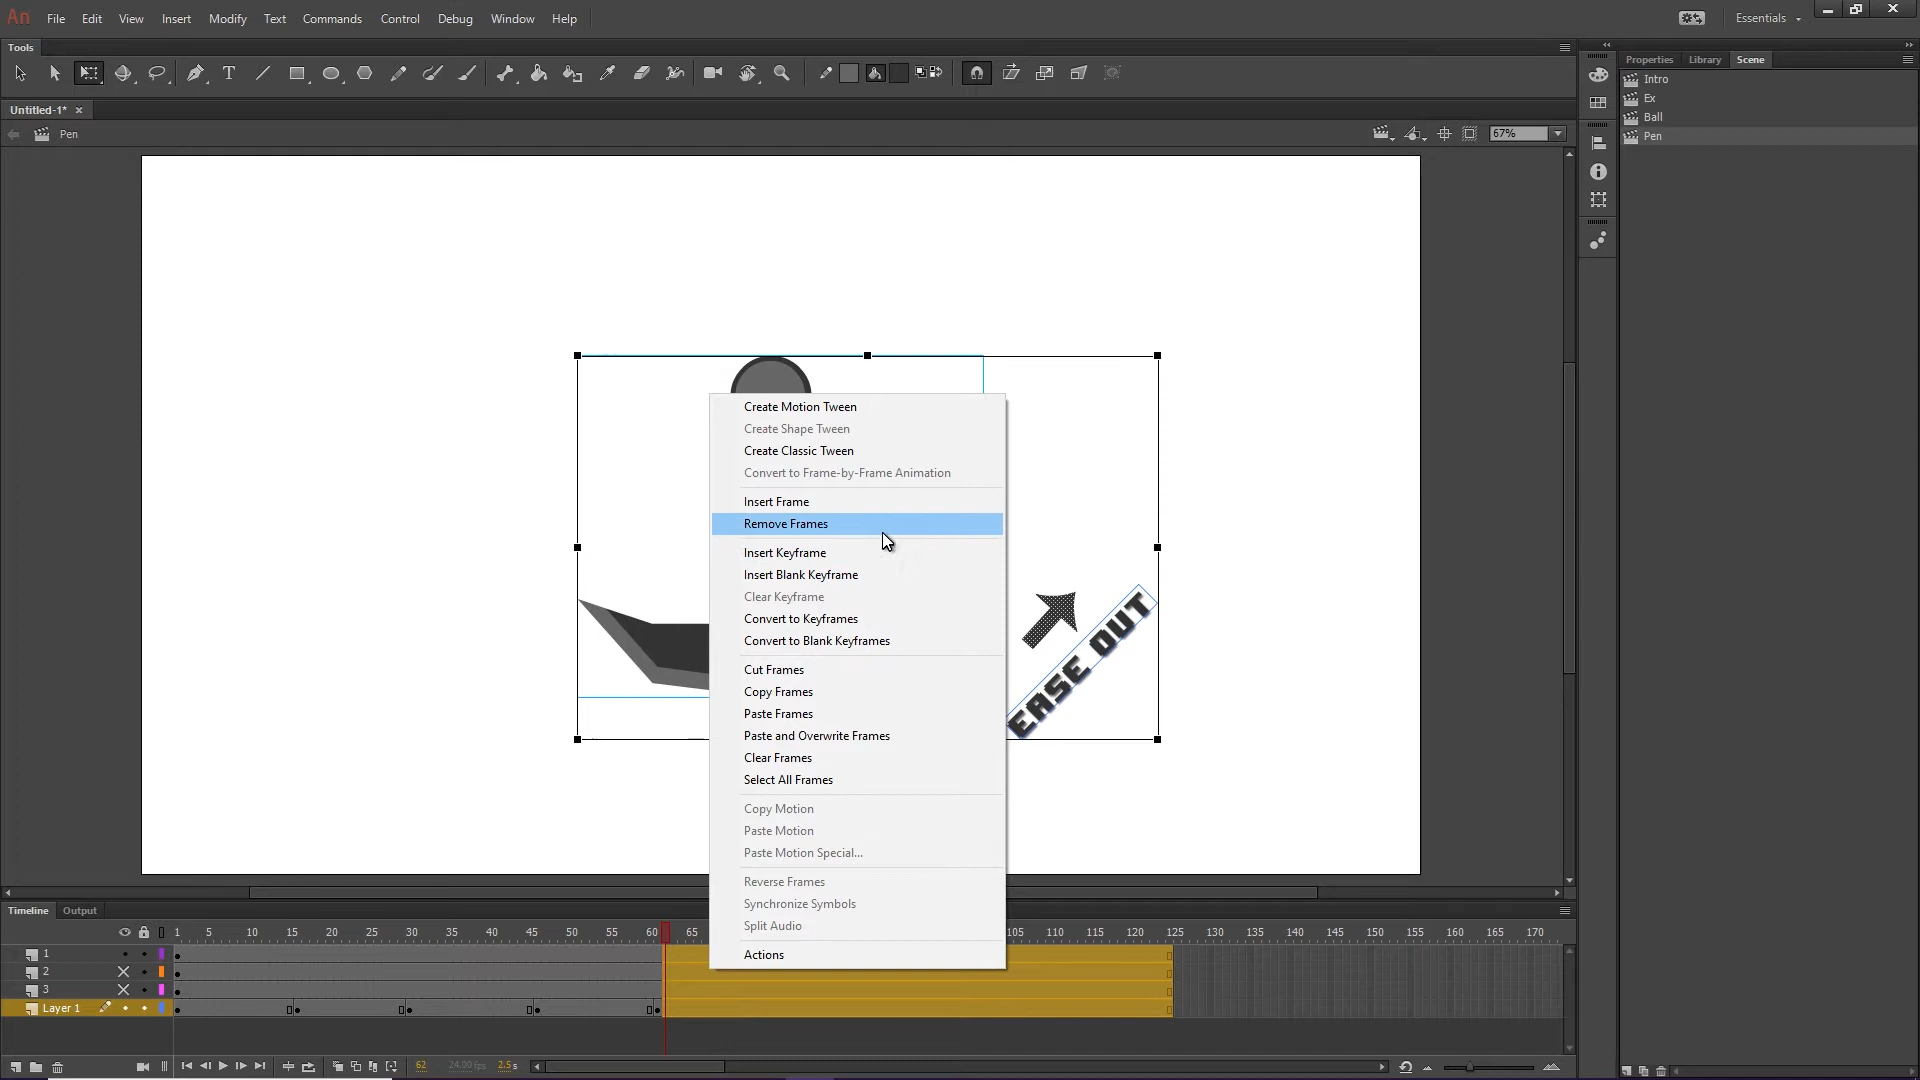 An File Edit View Insert Modify Text Commands Control Debug Window Help Essentials
Tools
Properties Library Scene
Intro
Ex
Ball
Pen
Untitled-1* ×
Pen 67%
Create Motion Tween
Create Shape Tween
Create Classic Tween
Convert to Frame-by-Frame Animation
Insert Frame
Remove Frames
Insert Keyframe
Insert Blank Keyframe
Clear Keyframe
Convert to Keyframes
Convert to Blank Keyframes
Cut Frames
Copy Frames
Paste Frames
Paste and Overwrite Frames
Clear Frames
Select All Frames
Copy Motion
Paste Motion
Paste Motion Special...
Reverse Frames
Synchronize Symbols
Split Audio
Actions
EASE OUT
Timeline Output
1 5 10 15 20 25 30 35 40 45 50 55 60 65 105 110 115 120 125 130 135 140 145 150 155 160 165 170
1
2
3
Layer 1
62 24.00 fps 2.5 s